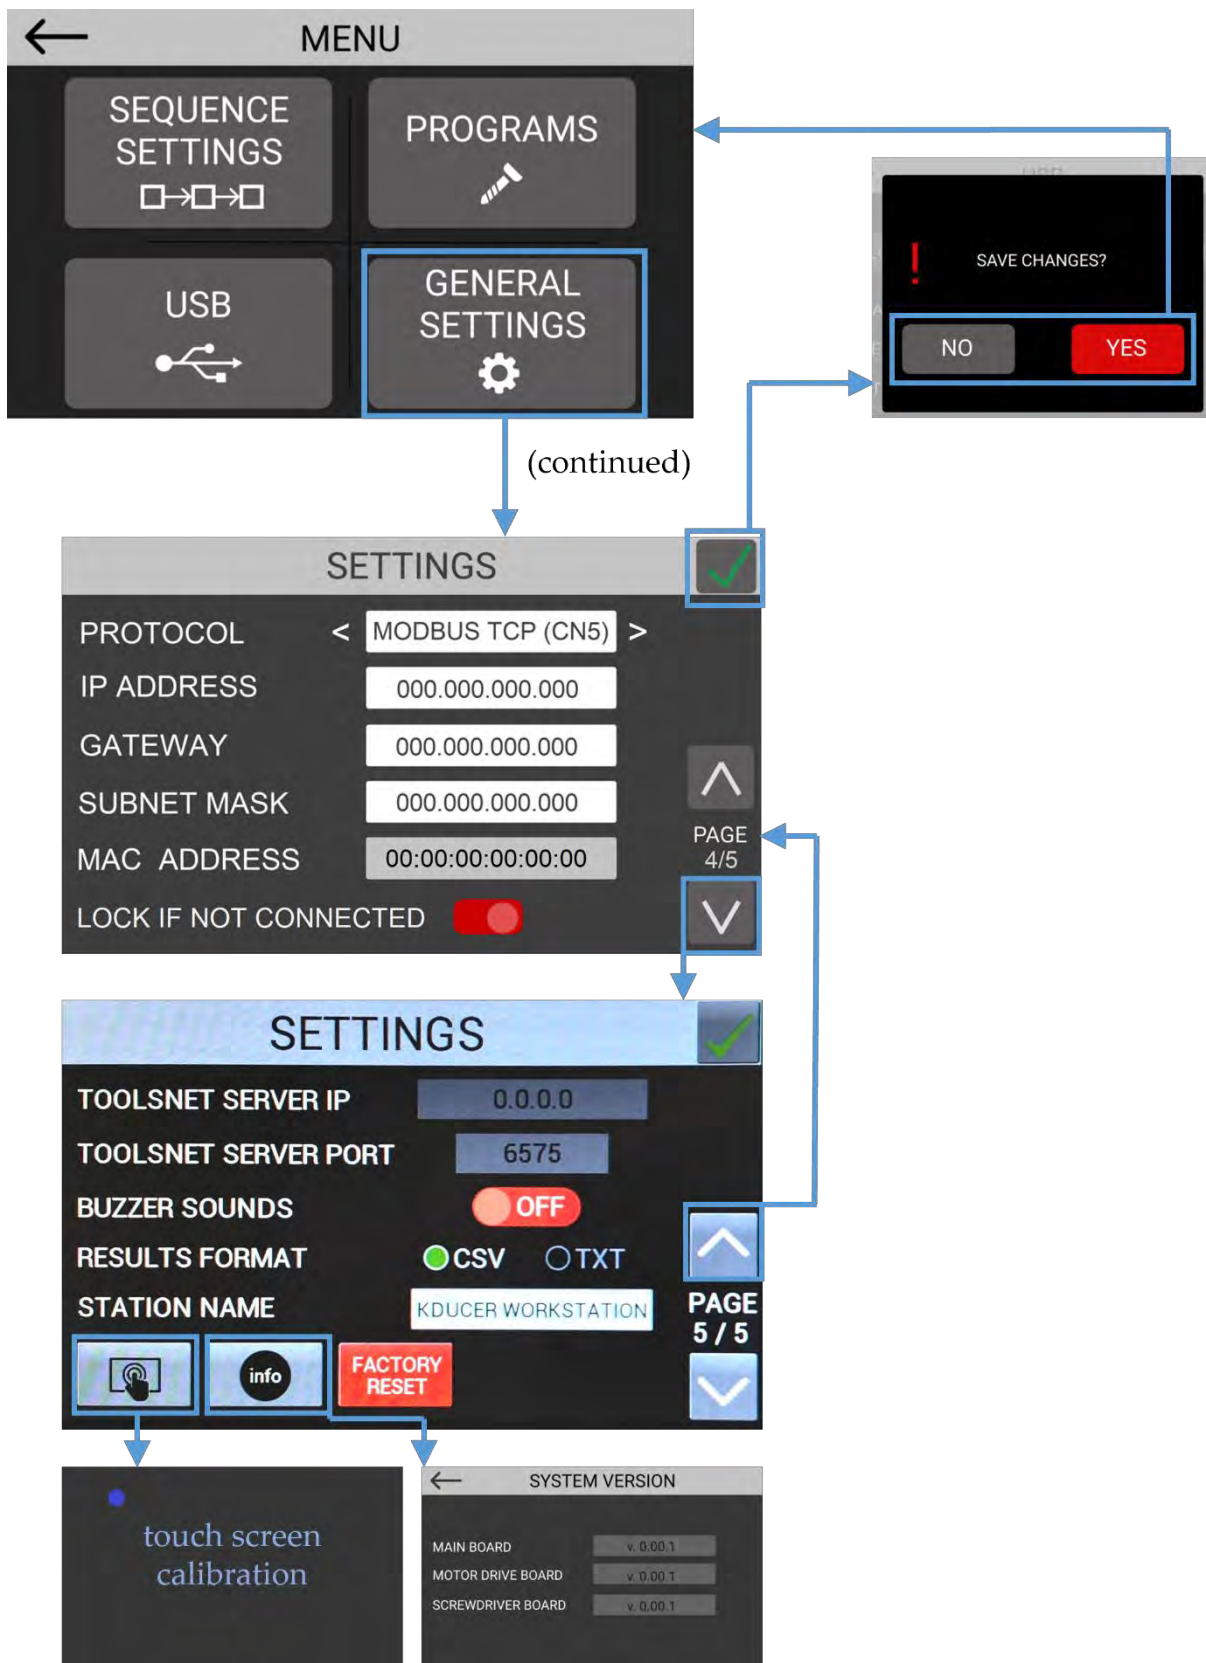 MENU
SEQUENCE
SETTINGS
PROGRAMS
USB
GENERAL
SETTINGS
SAVE CHANGES?
NO
YES
(continued)
SETTINGS
PROTOCOL < MODBUS TCP (CN5) >
IP ADDRESS 000.000.000.000
GATEWAY 000.000.000.000
SUBNET MASK 000.000.000.000
MAC ADDRESS 00:00:00:00:00:00
LOCK IF NOT CONNECTED
PAGE
4/5
SETTINGS
TOOLSNET SERVER IP 0.0.0.0
TOOLSNET SERVER PORT 6575
BUZZER SOUNDS OFF
RESULTS FORMAT CSV TXT
STATION NAME KDUCER WORKSTATION
PAGE
5 / 5
info
FACTORY
RESET
touch screen
calibration
SYSTEM VERSION
MAIN BOARD v. 0.00.1
MOTOR DRIVE BOARD v. 0.00.1
SCREWDRIVER BOARD v. 0.00.1